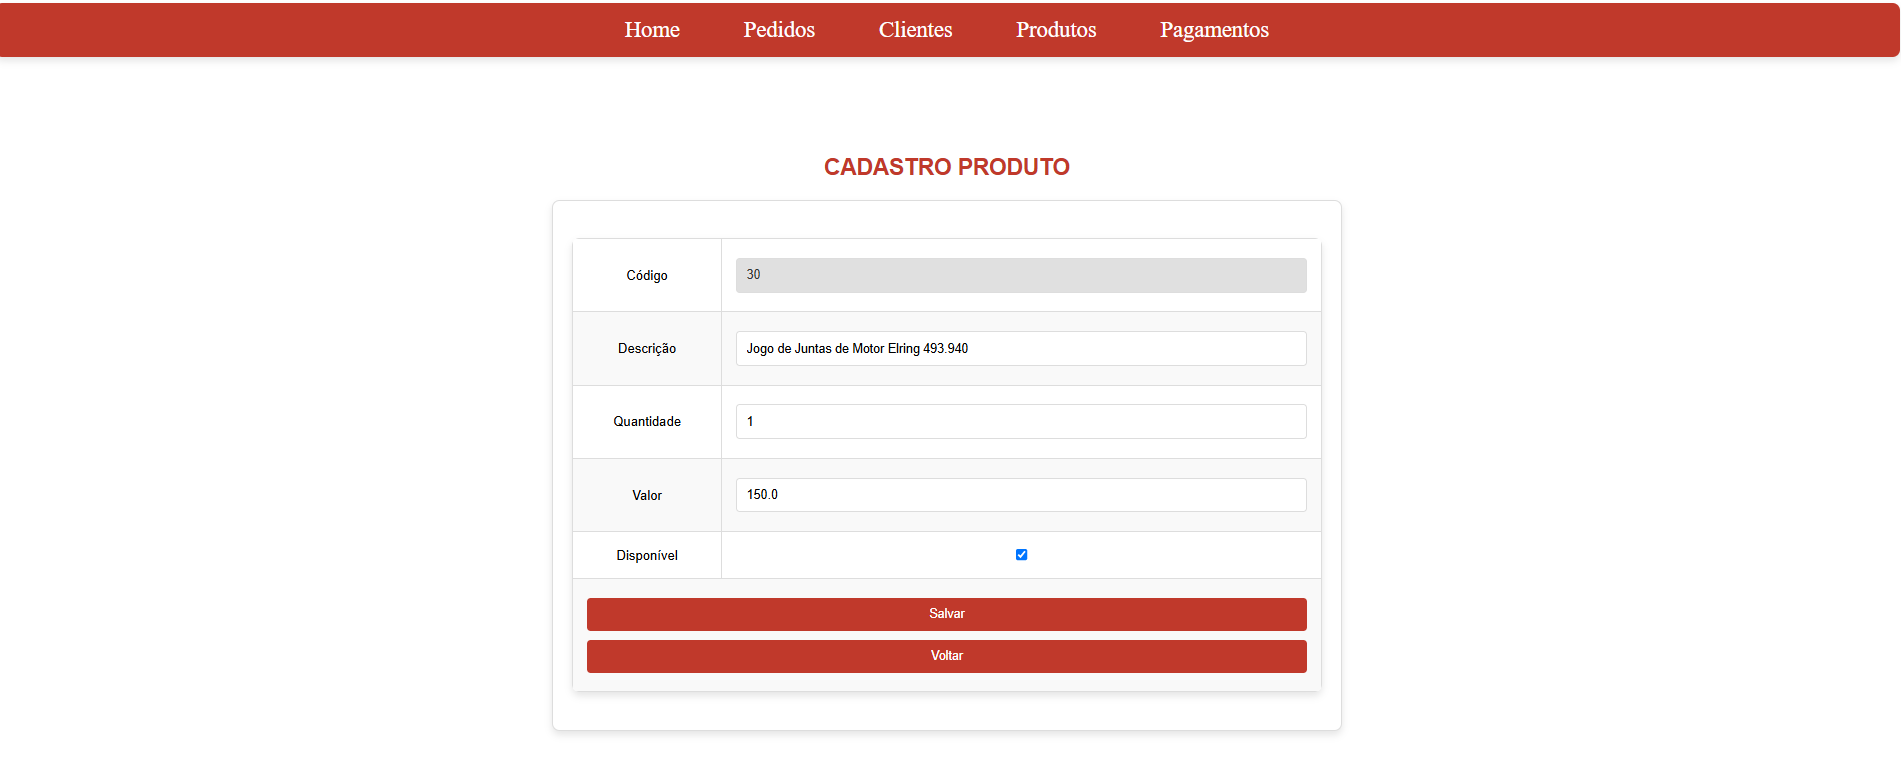 Home Pedidos Clientes Produtos Pagamentos
CADASTRO PRODUTO
Código 30
Descrição Jogo de Juntas de Motor Elring 493.940
Quantidade 1
Valor 150.0
Disponível
Salvar
Voltar